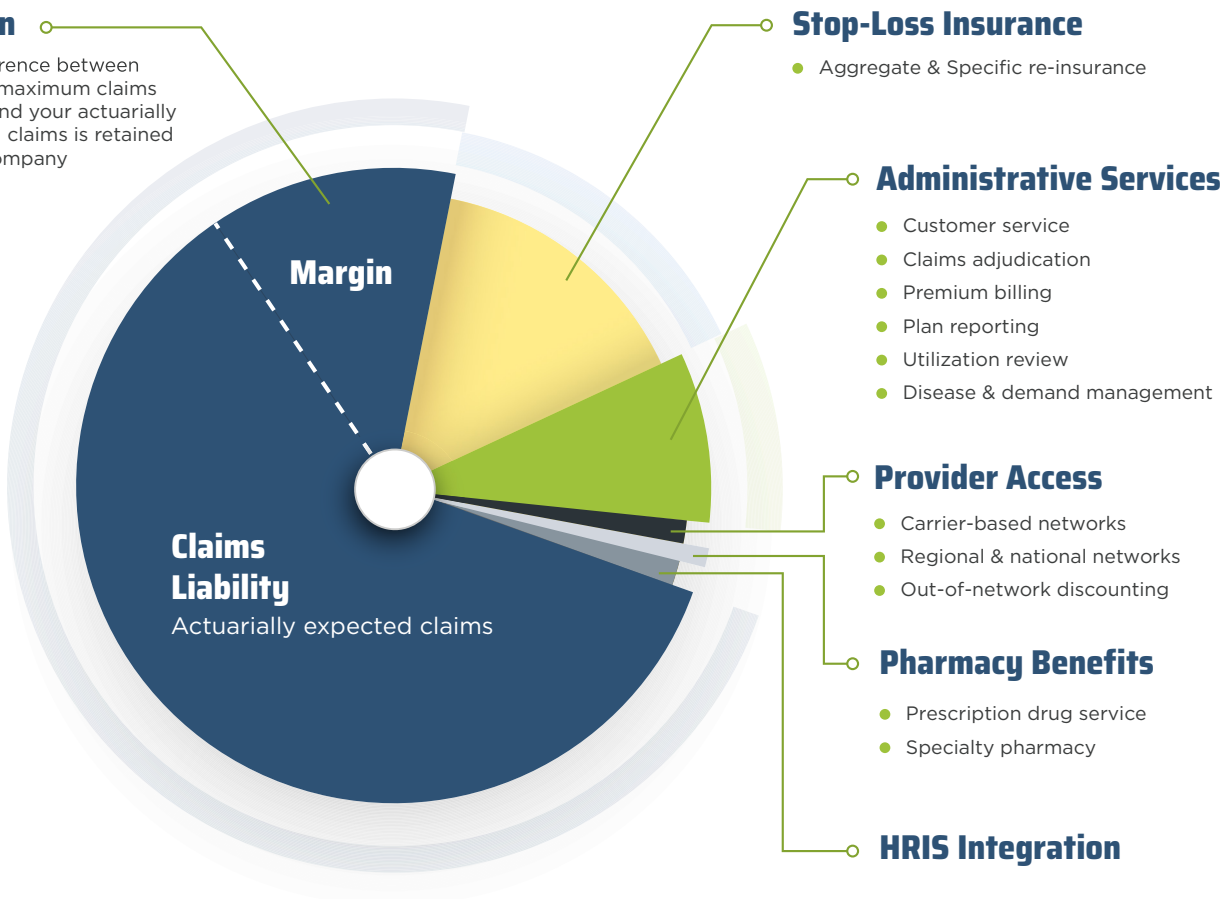 Stop-Loss Insurance
Aggregate & Specific re-insurance
between
maximum claims
your actuarially
claims is retained
Administrative Services
Customer service
Claims adjudication
Premium billing
Plan reporting
Utilization review
Disease & demand management
Margin
Provider Access
Carrier-based networks
Regional & national networks
Out-of-network discounting
Claims
Liability
Actuarially expected claims
Pharmacy Benefits
Prescription drug service
Specialty pharmacy
HRIS Integration